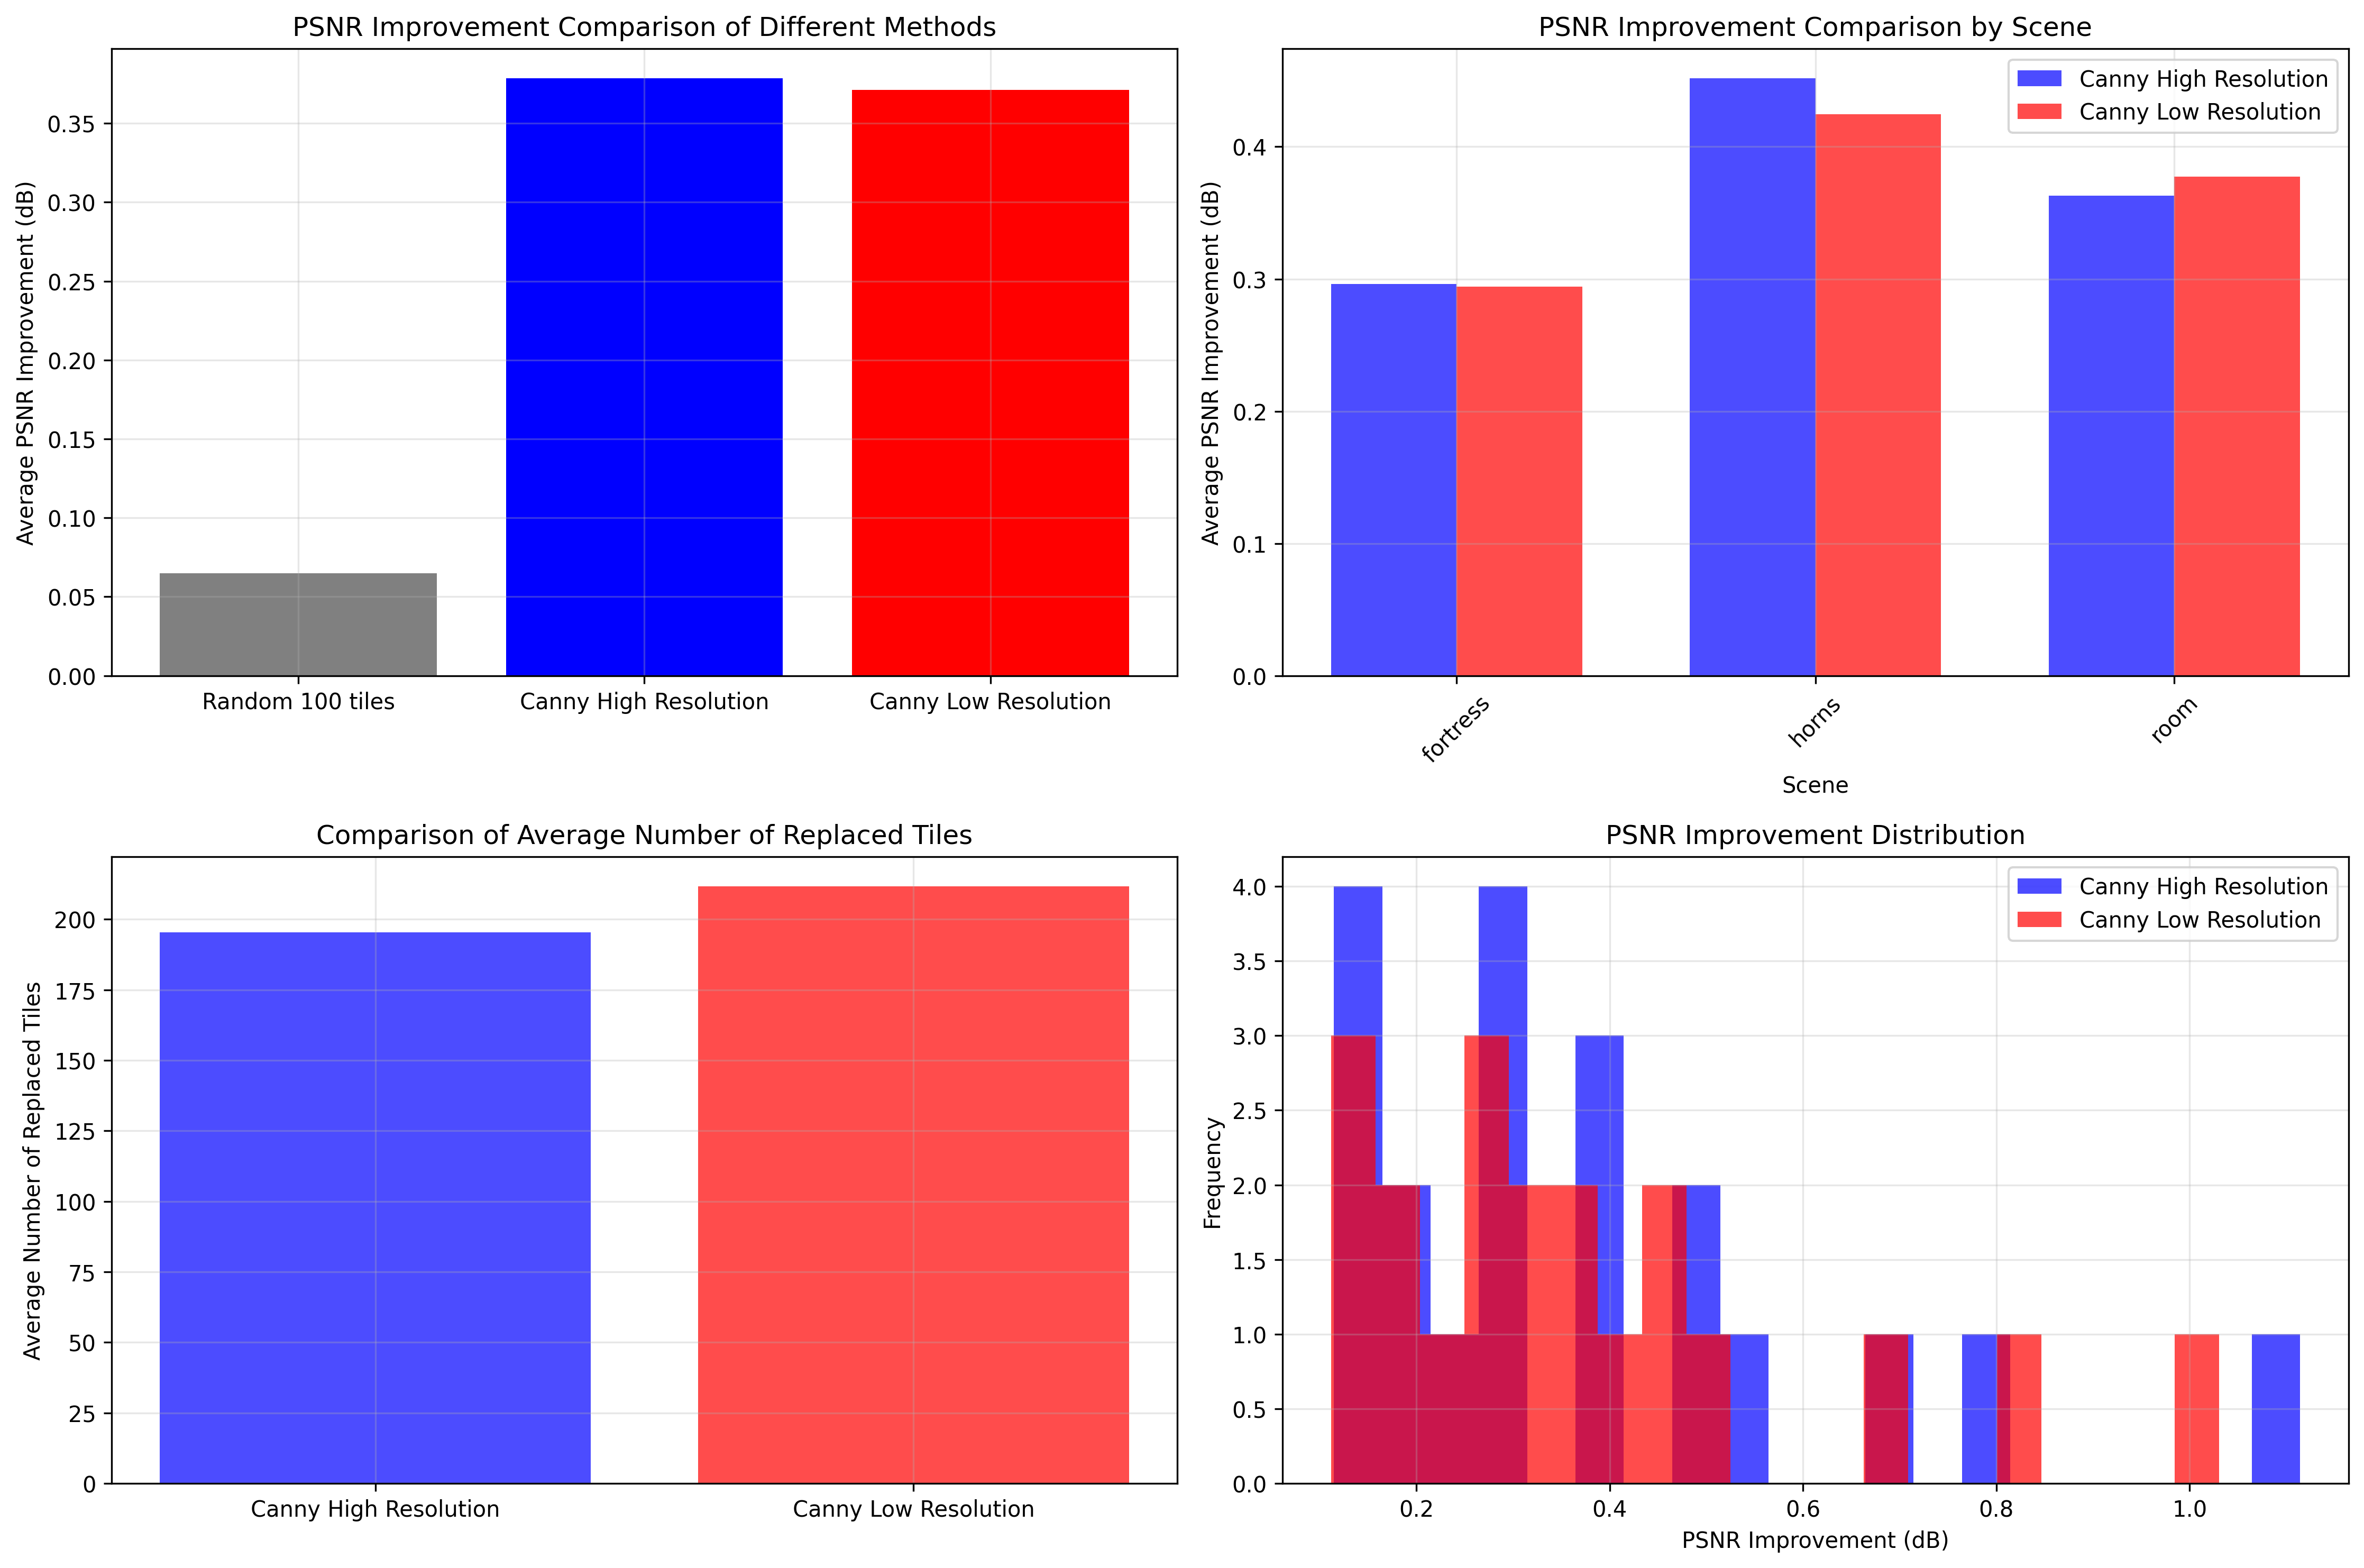 PSNR Improvement Comparison of Different Methods
Average PSNR Improvement (dB)
0.35
0.30
0.25
0.20
0.15
0.10
0.05
0.00
Random 100 tiles
Canny High Resolution
Canny Low Resolution
PSNR Improvement Comparison by Scene
Canny High Resolution
Canny Low Resolution
Average PSNR Improvement (dB)
0.4
0.3
0.2
0.1
0.0
fortress
horns
room
Scene
Comparison of Average Number of Replaced Tiles
Average Number of Replaced Tiles
200
175
150
125
100
75
50
25
0
Canny High Resolution
Canny Low Resolution
PSNR Improvement Distribution
Canny High Resolution
Canny Low Resolution
Frequency
4.0
3.5
3.0
2.5
2.0
1.5
1.0
0.5
0.0
0.2
0.4
0.6
0.8
1.0
PSNR Improvement (dB)